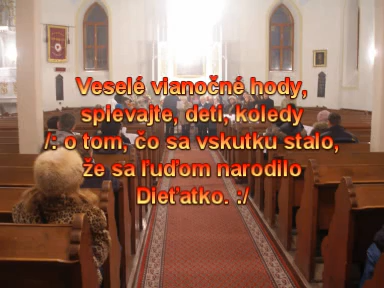 Veselé vianočné hody,
spievajte, deti, koledy
/: o tom, čo sa vskutku stalo,
že sa ľuďom narodilo
Dieťatko. :/